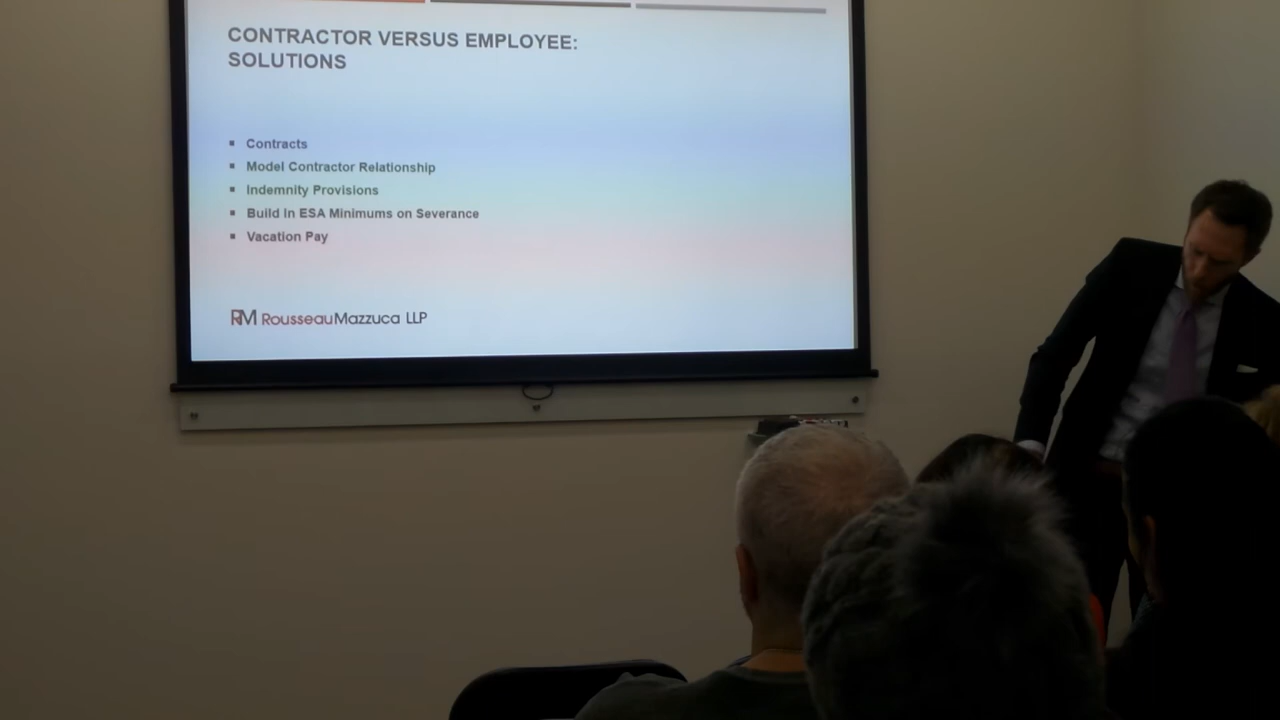 CONTRACTOR VERSUS EMPLOYEE:
SOLUTIONS
Contracts
Model Contractor Relationship
Indemnity Provisions
Build In ESA Minimums on Severance
Vacation Pay
RM RousseauMazzuca LLP